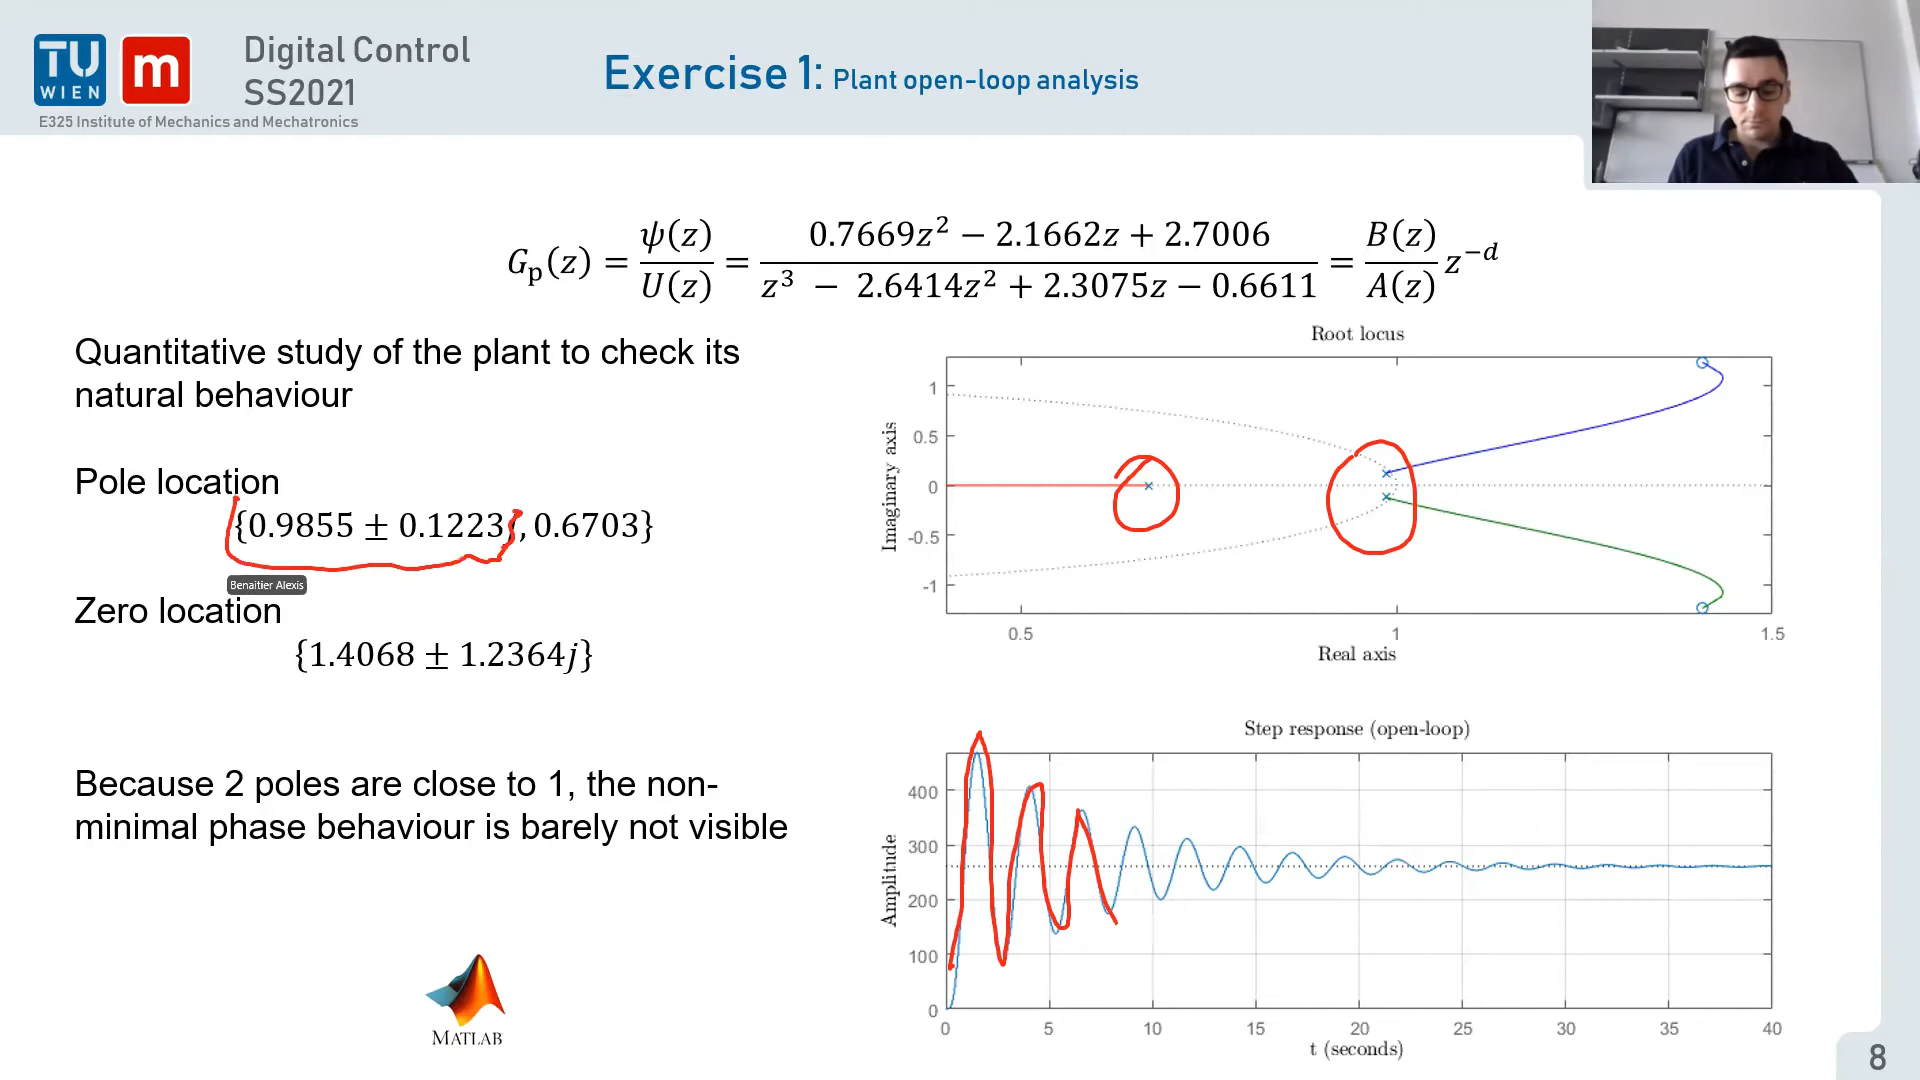 TU
WIEN
m
Digital Control
SS2021
E325 Institute of Mechanics and Mechatronics
Exercise 1: Plant open-loop analysis
G_p(z) = ψ(z)/U(z) = (0.7669z² − 2.1662z + 2.7006)/(z³ − 2.6414z² + 2.3075z − 0.6611) = B(z)/A(z) z^{−d}
Quantitative study of the plant to check its
natural behaviour
Pole location
{0.9855 ± 0.1223j, 0.6703}
Benaitier Alexis
Zero location
{1.4068 ± 1.2364j}
Because 2 poles are close to 1, the non-
minimal phase behaviour is barely not visible
MATLAB
Root locus
Imaginary axis
1
0.5
0
-0.5
-1
0.5 1 1.5
Real axis
Step response (open-loop)
Amplitude
400
300
200
100
0
0 5 10 15 20 25 30 35 40
t (seconds)
8